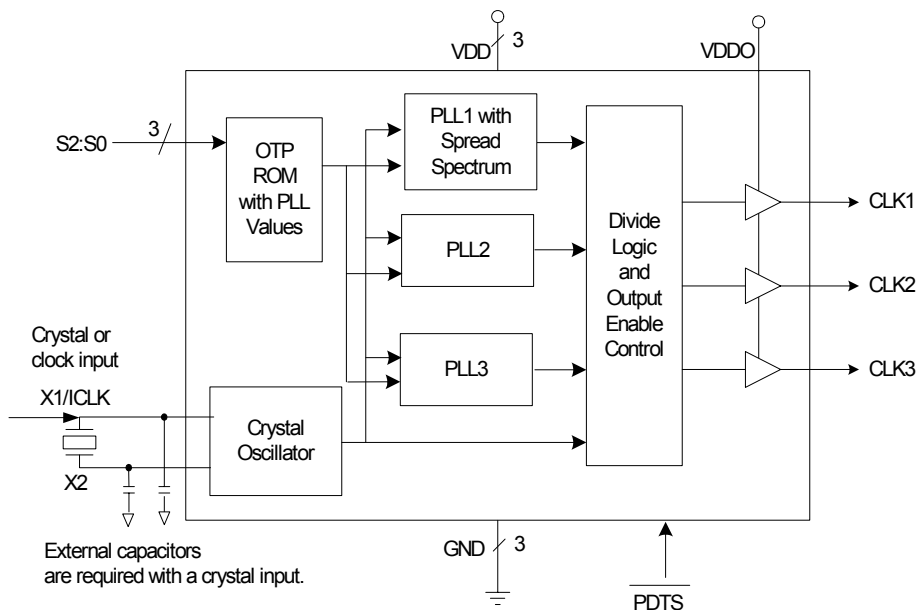 VDD
3
VDDO
S2:S0
3
OTP
ROM
with PLL
Values
PLL1 with
Spread
Spectrum
PLL2
PLL3
Divide
Logic
and
Output
Enable
Control
CLK1
CLK2
CLK3
Crystal or
clock input
X1/ICLK
X2
Crystal
Oscillator
External capacitors
are required with a crystal input.
GND
3
PDTS